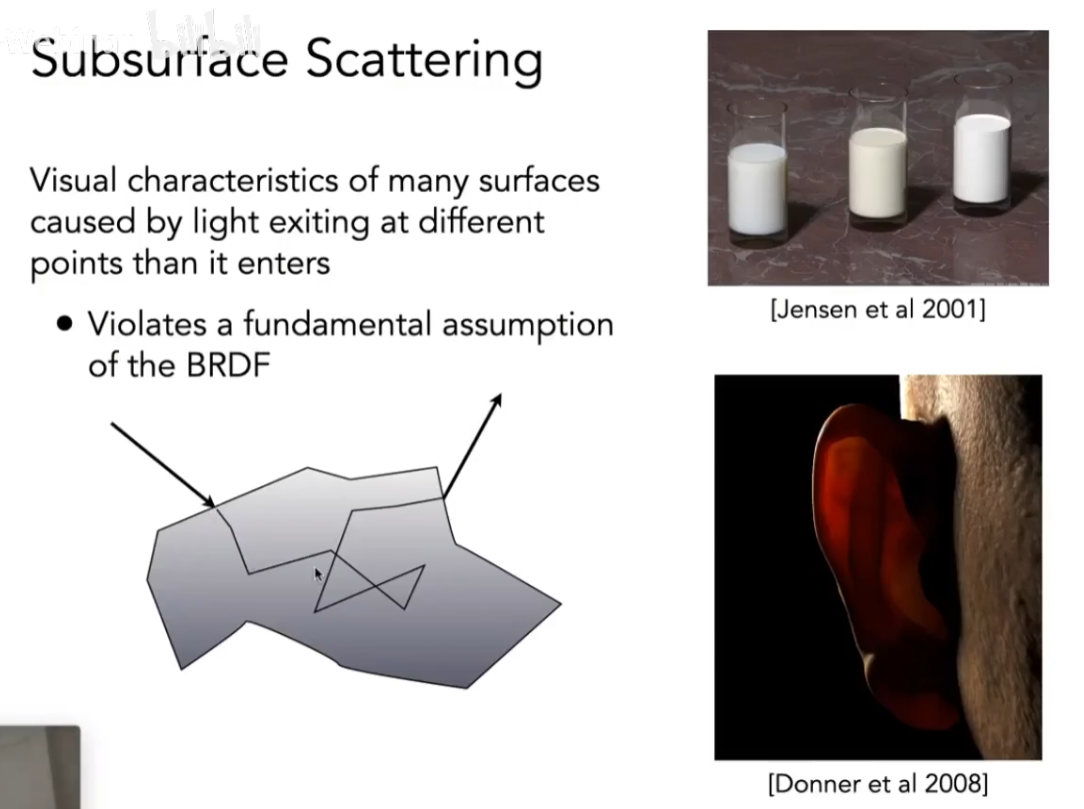 Subsurface Scattering
Visual characteristics of many surfaces
caused by light exiting at different
points than it enters
• Violates a fundamental assumption
of the BRDF
[Jensen et al 2001]
[Donner et al 2008]
bilibili